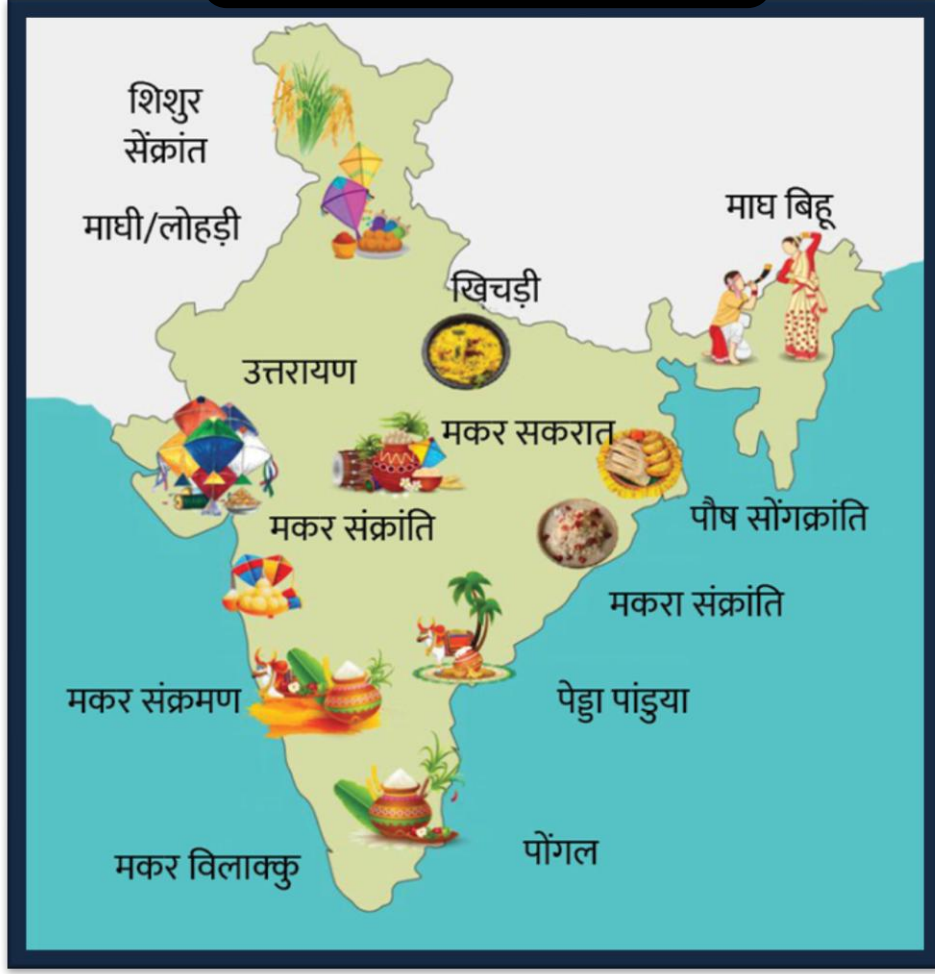 शिशुर
सेंक्रांत
माघ बिहू
माघी/लोहड़ी
खिचड़ी
उत्तरायण
मकर सकरात
पौष सोंगक्रांति
मकर संक्रांति
मकरा संक्रांति
मकर संक्रमण
पेड्डा पांडुया
पोंगल
मकर विलाक्कु